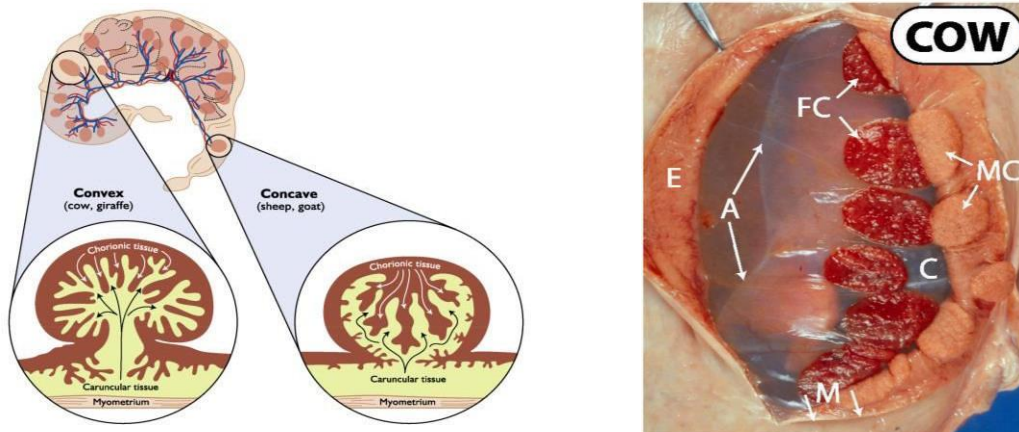 Convex
(cow, giraffe)
Concave
(sheep, goat)
Chorionic tissue
Caruncular tissue
Myometrium
Chorionic tissue
Caruncular tissue
Myometrium
COW
FC
MC
E
A
C
M